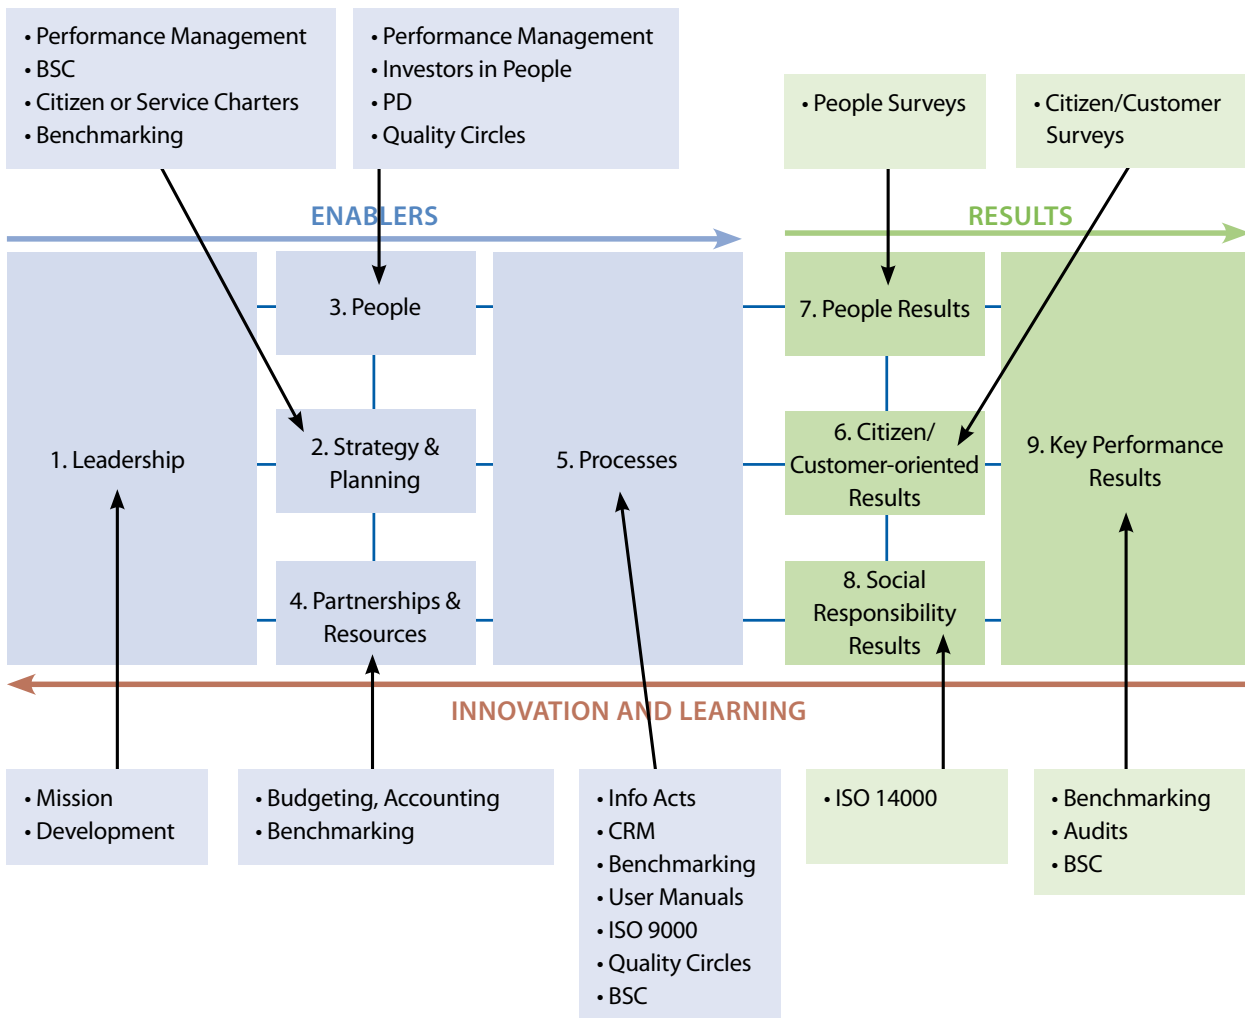 • Performance Management
• BSC
• Citizen or Service Charters
• Benchmarking
• Performance Management
• Investors in People
• PD
• Quality Circles
• People Surveys
• Citizen/Customer
Surveys
ENABLERS
RESULTS
1. Leadership
3. People
2. Strategy &
Planning
4. Partnerships &
Resources
5. Processes
7. People Results
6. Citizen/
Customer-oriented
Results
8. Social
Responsibility
Results
9. Key Performance
Results
INNOVATION AND LEARNING
• Mission
• Development
• Budgeting, Accounting
• Benchmarking
• Info Acts
• CRM
• Benchmarking
• User Manuals
• ISO 9000
• Quality Circles
• BSC
• ISO 14000
• Benchmarking
• Audits
• BSC